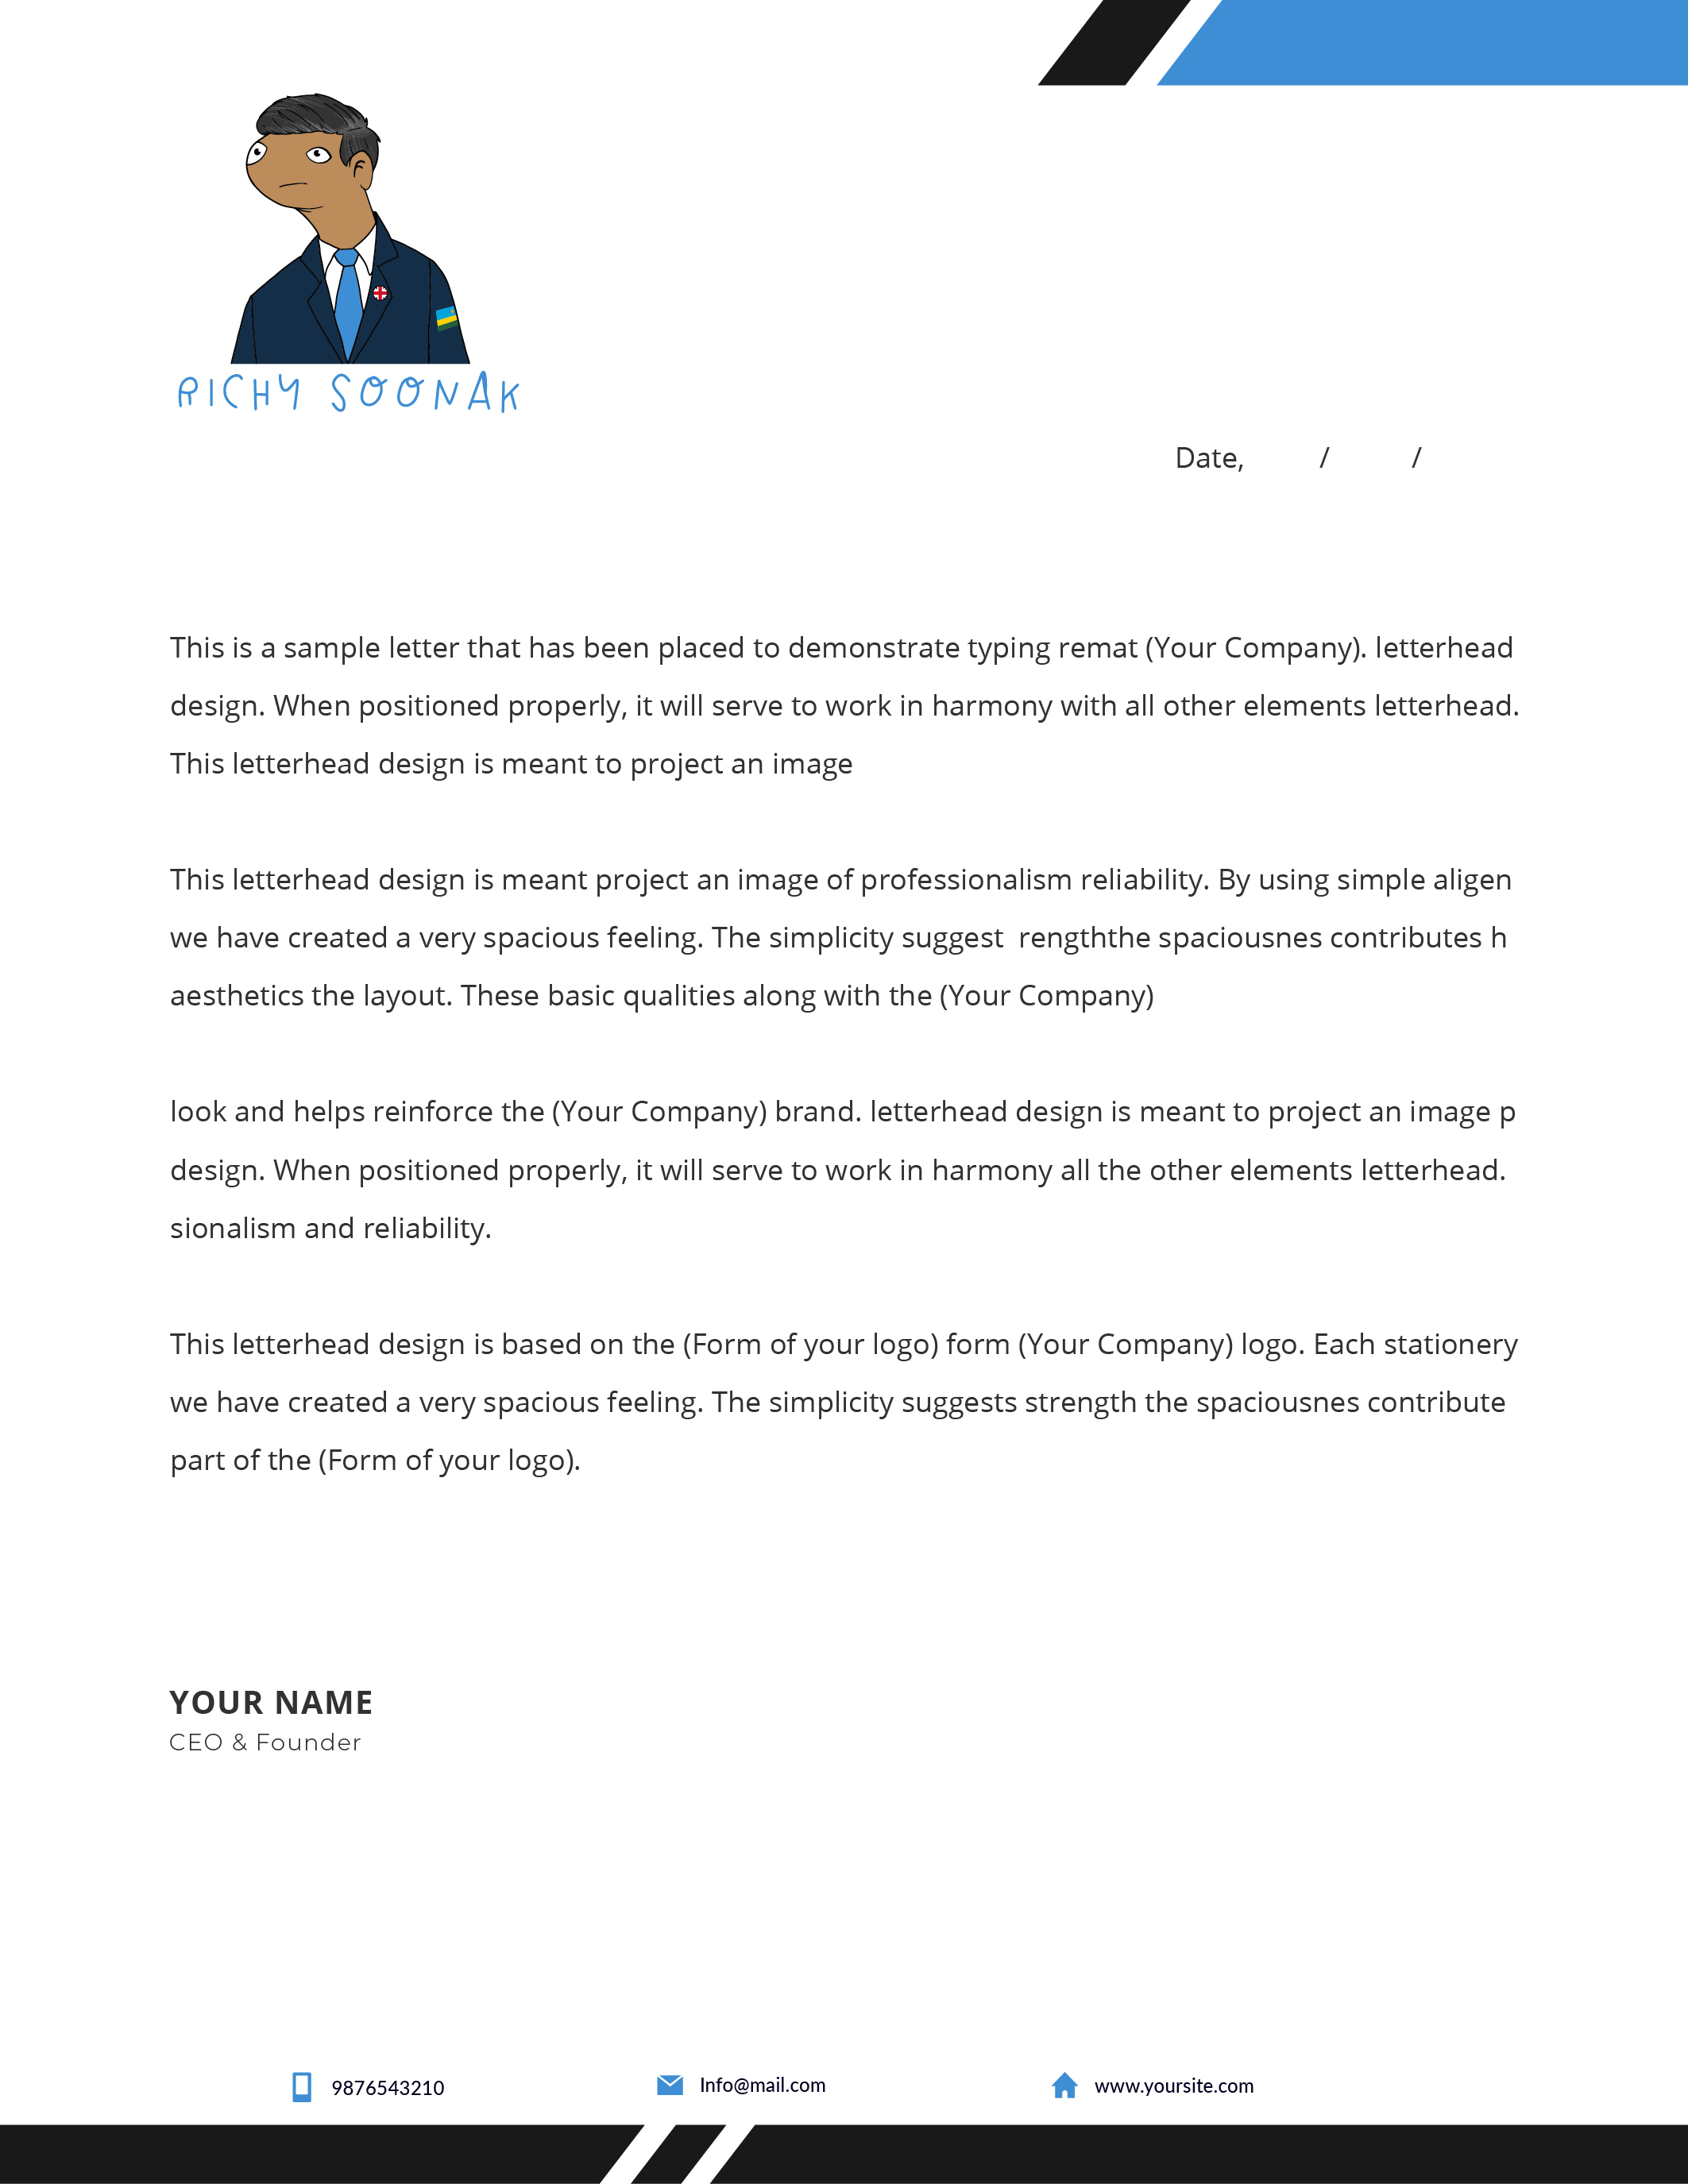 RICHY SOONAK
Date, / /
This is a sample letter that has been placed to demonstrate typing remat (Your Company). letterhead
design. When positioned properly, it will serve to work in harmony with all other elements letterhead.
This letterhead design is meant to project an image
This letterhead design is meant project an image of professionalism reliability. By using simple aligen
we have created a very spacious feeling. The simplicity suggest  rengththe spaciousnes contributes h
aesthetics the layout. These basic qualities along with the (Your Company)
look and helps reinforce the (Your Company) brand. letterhead design is meant to project an image p
design. When positioned properly, it will serve to work in harmony all the other elements letterhead.
sionalism and reliability.
This letterhead design is based on the (Form of your logo) form (Your Company) logo. Each stationery
we have created a very spacious feeling. The simplicity suggests strength the spaciousnes contribute
part of the (Form of your logo).
YOUR NAME
CEO & Founder
9876543210 Info@mail.com www.yoursite.com